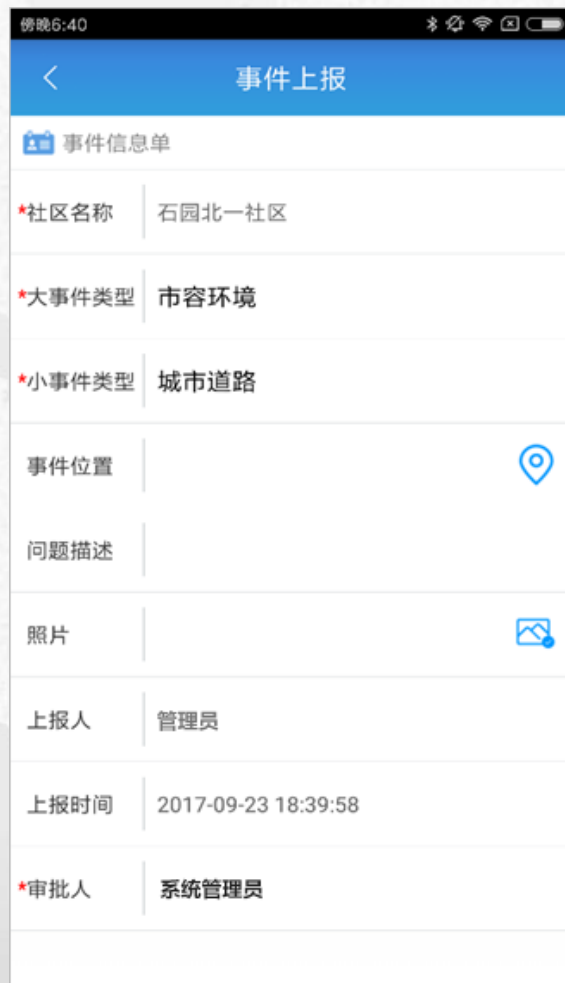 傍晚6:40
事件上报
事件信息单
*社区名称 石园北一社区
*大事件类型 市容环境
*小事件类型 城市道路
事件位置
问题描述
照片
上报人 管理员
上报时间 2017-09-23 18:39:58
*审批人 系统管理员